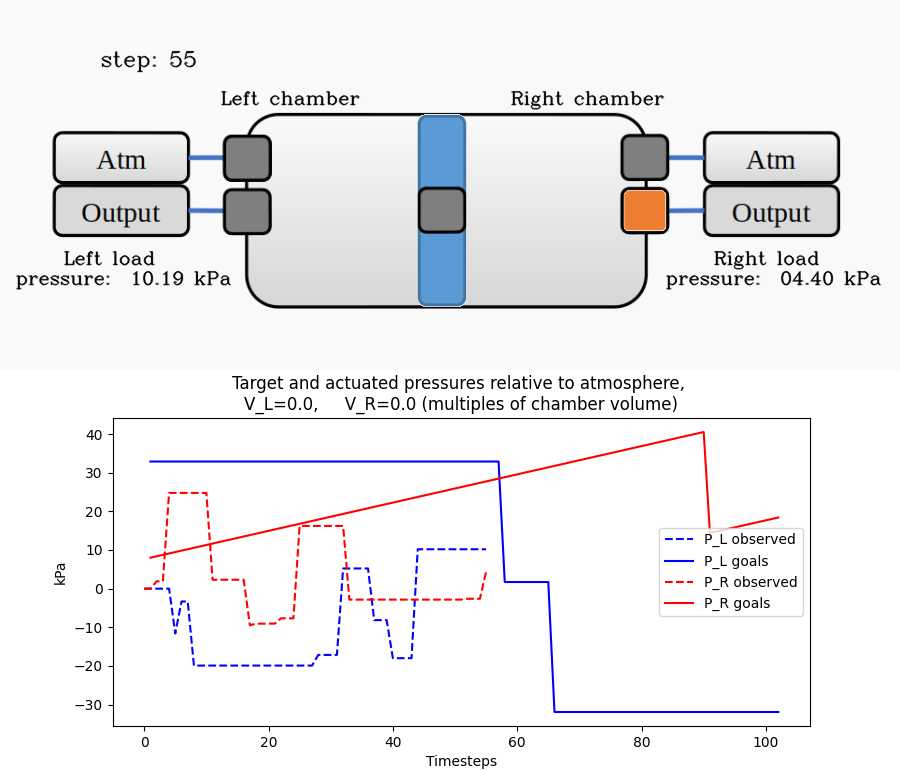 step: 55
Left chamber
Right chamber
Atm
Atm
Output
Output
Left load
pressure: 10.19 kPa
Right load
pressure: 04.40 kPa
Target and actuated pressures relative to atmosphere,
V_L=0.0, V_R=0.0 (multiples of chamber volume)
40
30
20
10
0
−10
−20
−30
kPa
P_L observed
P_L goals
P_R observed
P_R goals
0 20 40 60 80 100
Timesteps